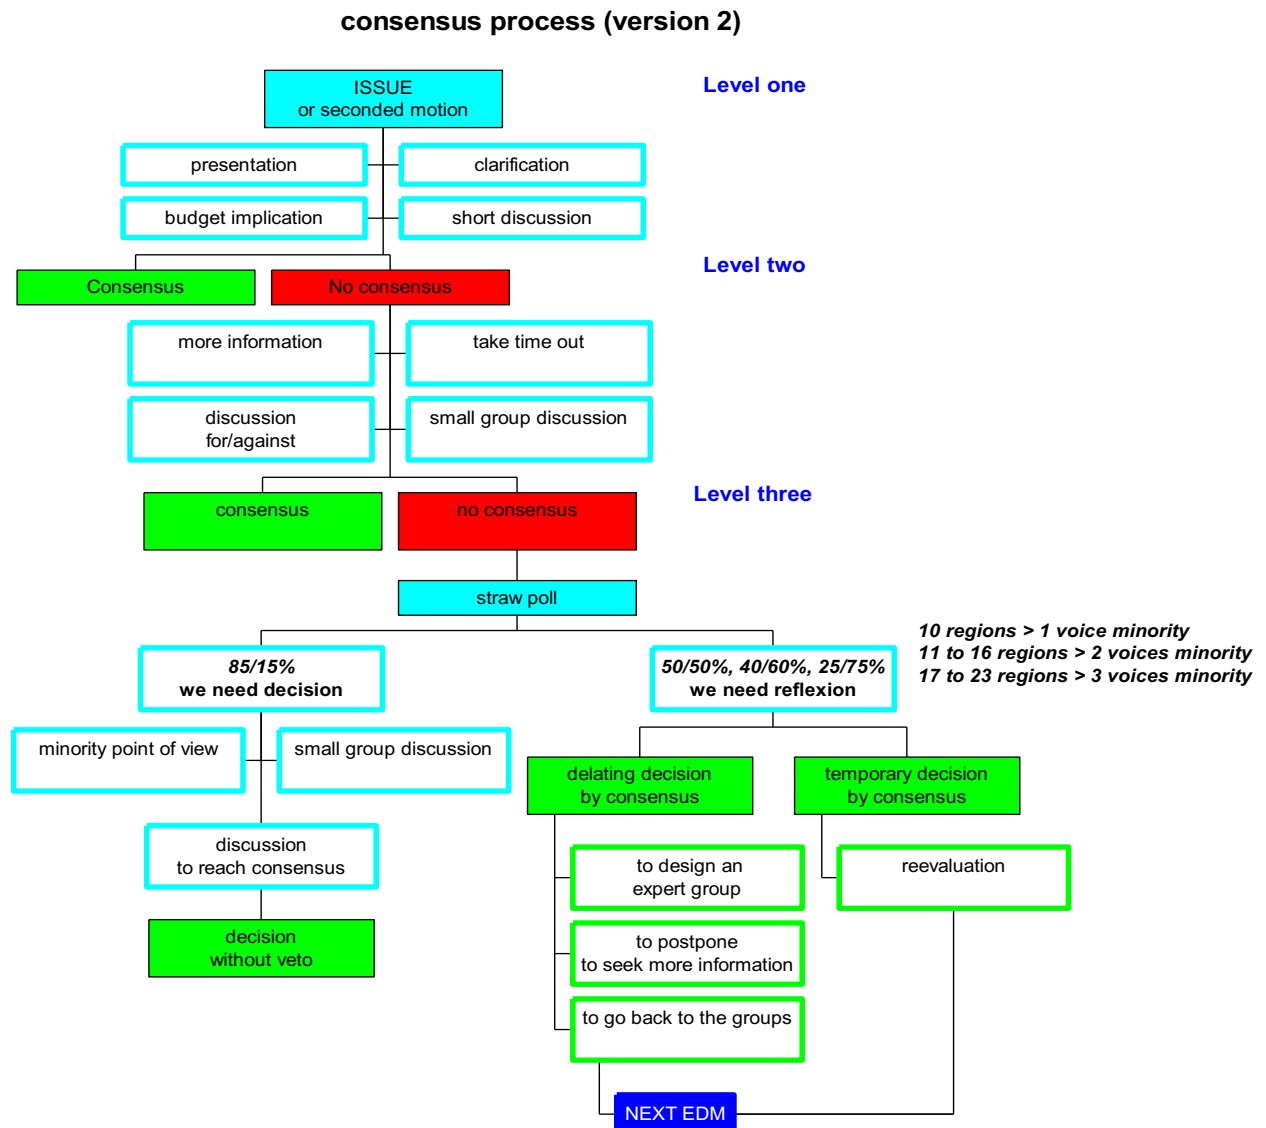 consensus process (version 2)
ISSUE
or seconded motion
Level one
presentation
clarification
budget implication
short discussion
Level two
Consensus
No consensus
more information
take time out
discussion
for/against
small group discussion
Level three
consensus
no consensus
straw poll
10 regions > 1 voice minority
11 to 16 regions > 2 voices minority
17 to 23 regions > 3 voices minority
85/15%
we need decision
50/50%, 40/60%, 25/75%
we need reflexion
minority point of view
small group discussion
delating decision
by consensus
temporary decision
by consensus
discussion
to reach consensus
to design an
expert group
reevaluation
decision
without veto
to postpone
to seek more information
to go back to the groups
NEXT EDM